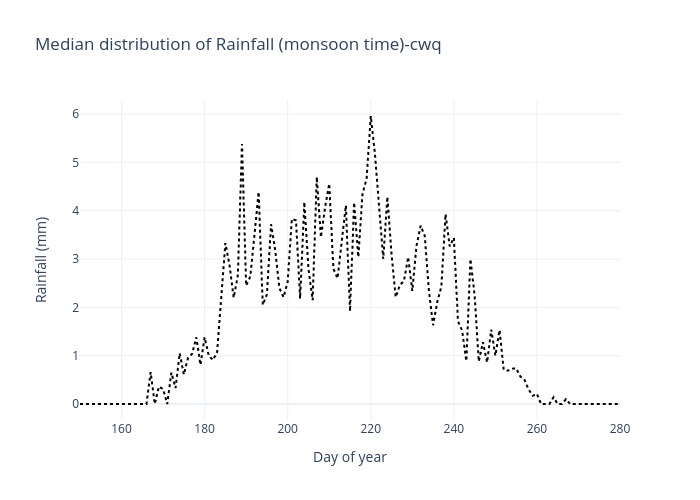 Median distribution of Rainfall (monsoon time)-cwq
6
5
4
3
2
1
0
Rainfall (mm)
160 180 200 220 240 260 280
Day of year